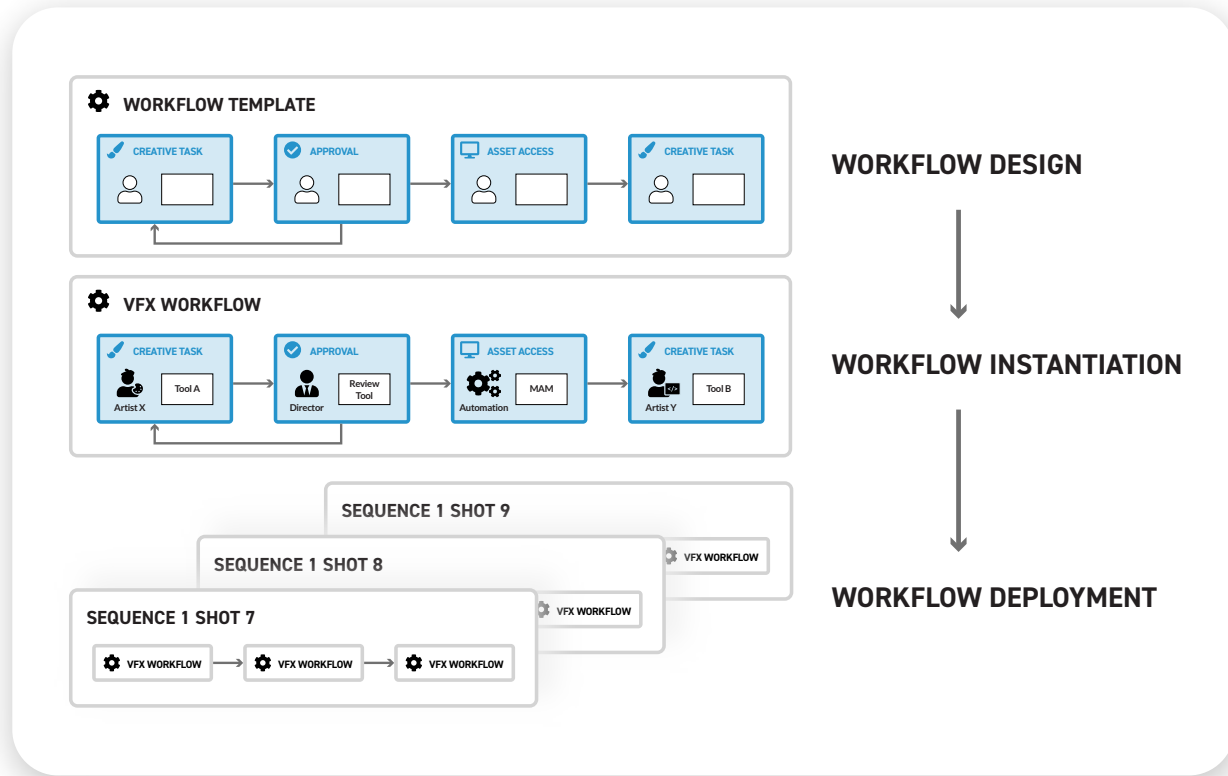 WORKFLOW TEMPLATE
CREATIVE TASK
APPROVAL
ASSET ACCESS
CREATIVE TASK
WORKFLOW DESIGN
VFX WORKFLOW
CREATIVE TASK
Tool A
Artist X
APPROVAL
Review
Tool
Director
ASSET ACCESS
MAM
Automation
CREATIVE TASK
</>
Tool B
Artist Y
WORKFLOW INSTANTIATION
SEQUENCE 1 SHOT 9
VFX WORKFLOW
SEQUENCE 1 SHOT 8
VFX WORKFLOW
SEQUENCE 1 SHOT 7
VFX WORKFLOW
VFX WORKFLOW
VFX WORKFLOW
WORKFLOW DEPLOYMENT